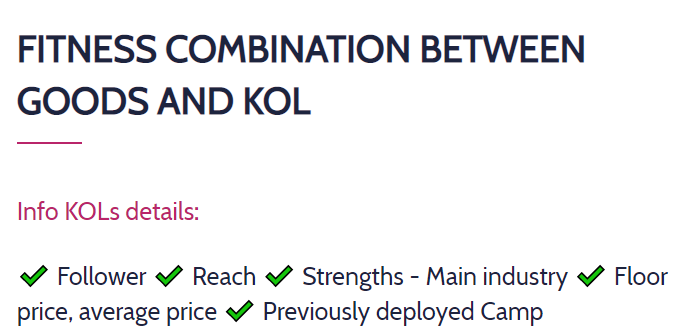 FITNESS COMBINATION BETWEEN
GOODS AND KOL
Info KOLs details:
✔ Follower ✔ Reach ✔ Strengths - Main industry ✔ Floor
price, average price ✔ Previously deployed Camp